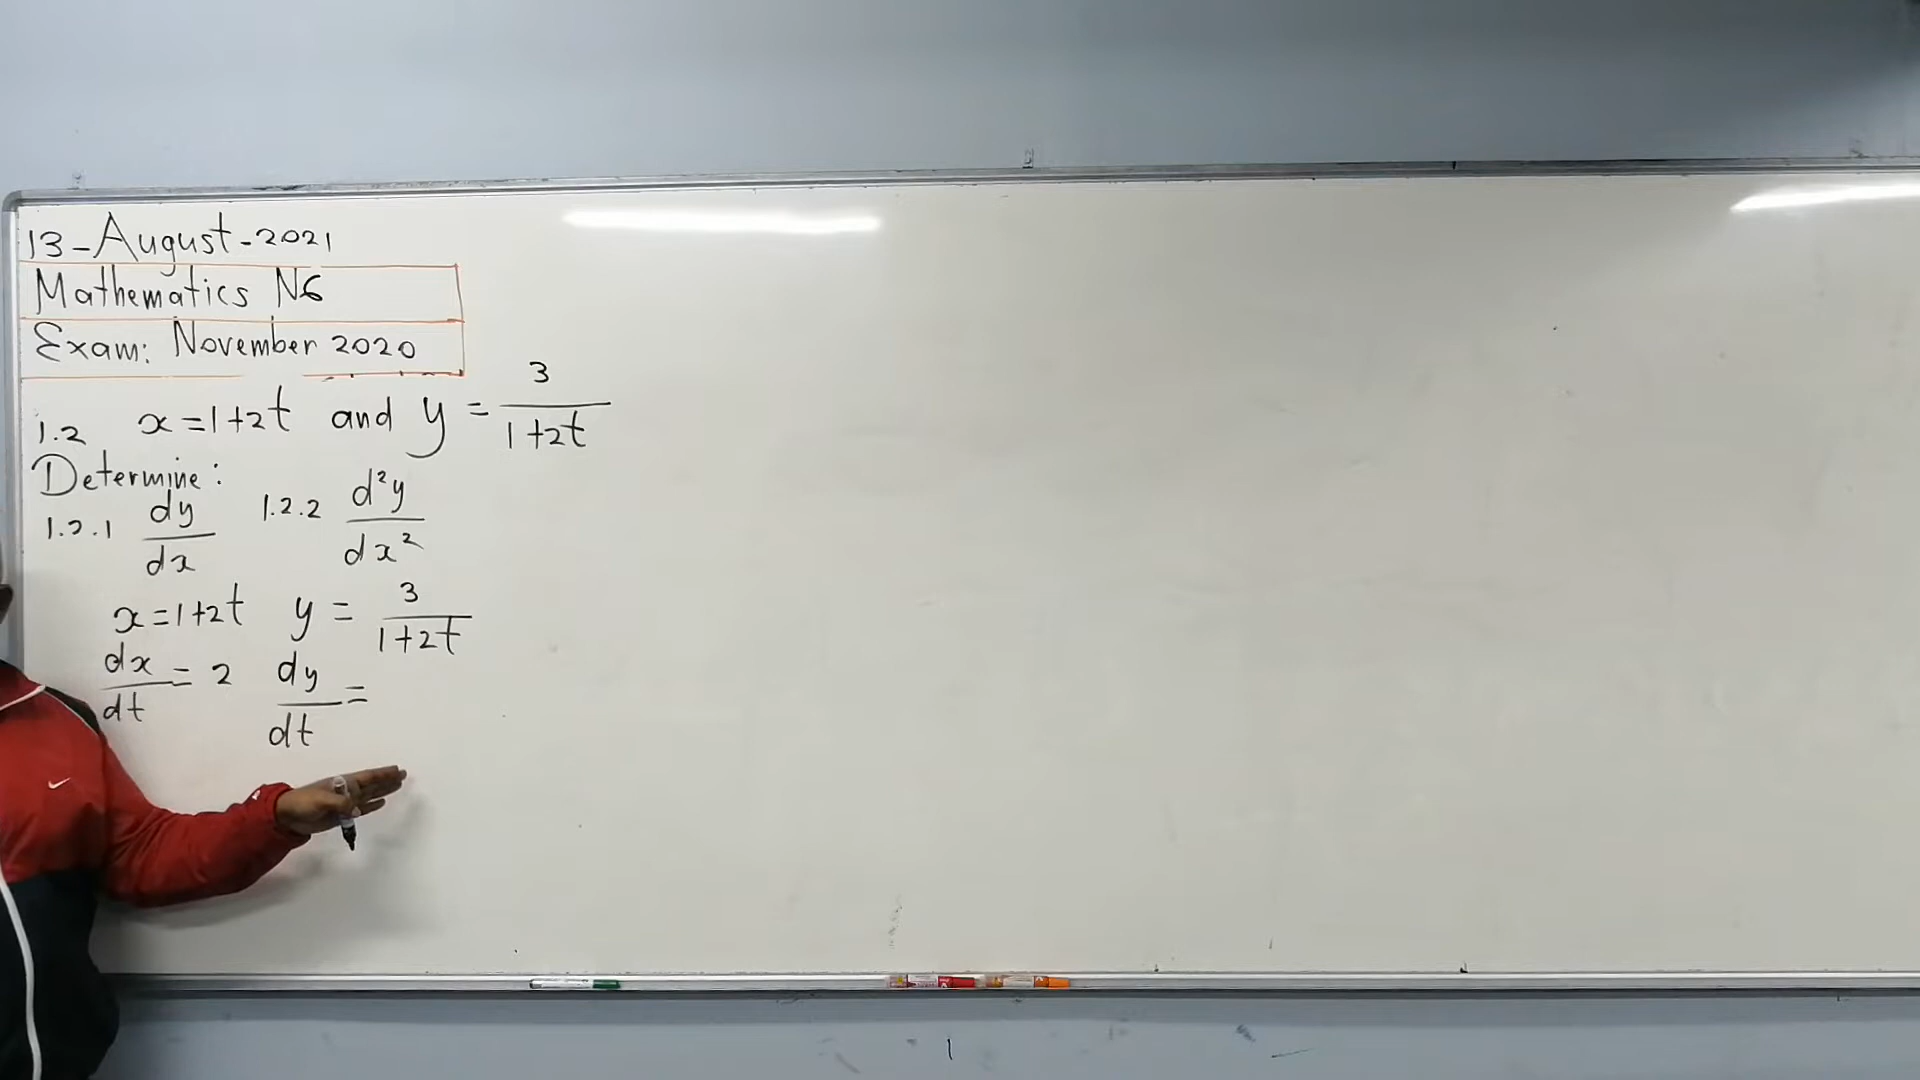 13-August-2021
Mathematics N6
Exam: November 2020
1.2 x = 1+2t and y = 3/(1+2t)
Determine:
1.2.1 dy/dx 1.2.2 d²y/dx²
x = 1+2t y = 3/(1+2t)
dx/dt = 2 dy/dt =